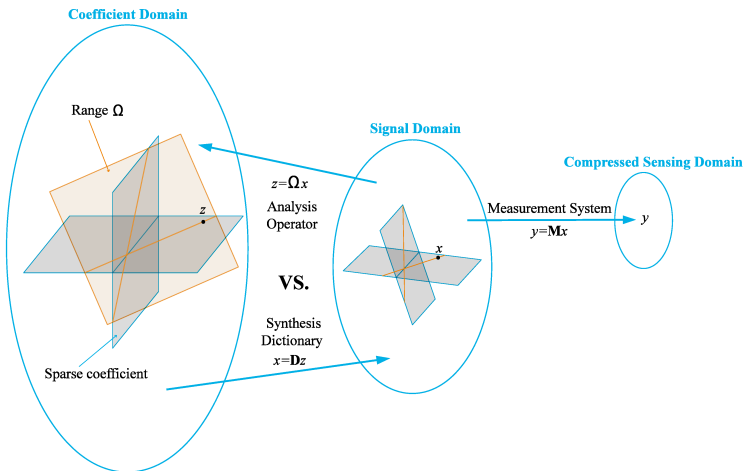 Coefficient Domain
Range Ω
z
Sparse coefficient
z=Ωx
Analysis
Operator
VS.
Synthesis
Dictionary
x=Dz
Signal Domain
x
Measurement System
y=Mx
Compressed Sensing Domain
y